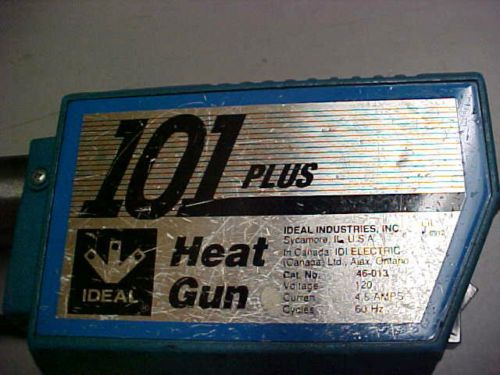 101 PLUS
IDEAL
Heat
Gun
IDEAL INDUSTRIES, INC.
Sycamore, IL, U.S.A.
In Canada: IDI ELECTRIC
(Canada) Ltd., Ajax, Ontario
Cat. No. 46-013
Voltage 120
Current 4.5 AMPS
Cycles 60 Hz